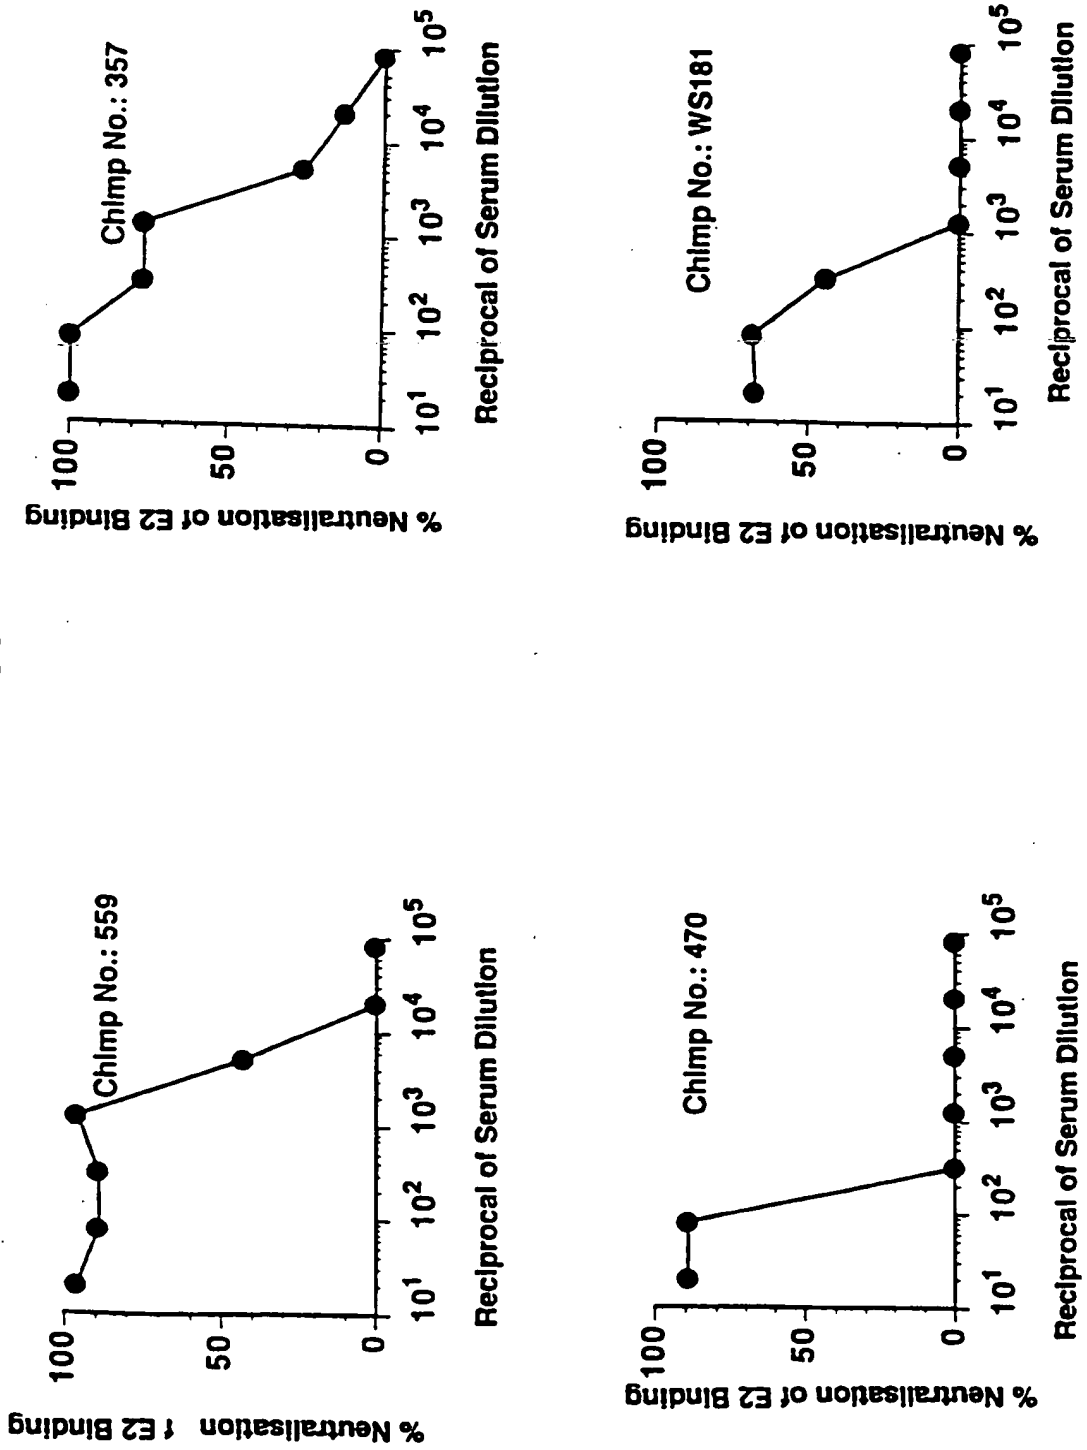 Chimp No.: 559
% Neutralisation f E2 Binding
100
50
0
10^1 10^2 10^3 10^4 10^5
Reciprocal of Serum Dilution
Chimp No.: 357
% Neutralisation of E2 Binding
100
50
0
10^1 10^2 10^3 10^4 10^5
Reciprocal of Serum Dilution
Chimp No.: 470
% Neutralisation of E2 Binding
100
50
0
10^1 10^2 10^3 10^4 10^5
Reciprocal of Serum Dilution
Chimp No.: WS181
% Neutralisation of E2 Binding
100
50
0
10^1 10^2 10^3 10^4 10^5
Reciprocal of Serum Dilution